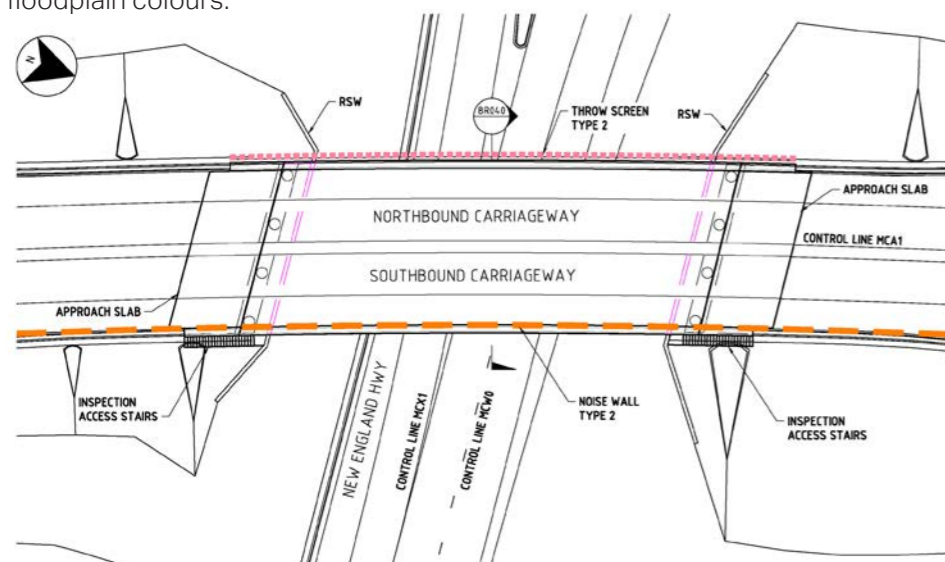 floodplain colours.
N
RSW
BR040
THROW SCREEN
TYPE 2
RSW
APPROACH SLAB
NORTHBOUND CARRIAGEWAY
CONTROL LINE MCA1
SOUTHBOUND CARRIAGEWAY
APPROACH SLAB
INSPECTION
ACCESS STAIRS
NEW ENGLAND HWY
CONTROL LINE MCX1
CONTROL LINE MCW0
NOISE WALL
TYPE 2
INSPECTION
ACCESS STAIRS